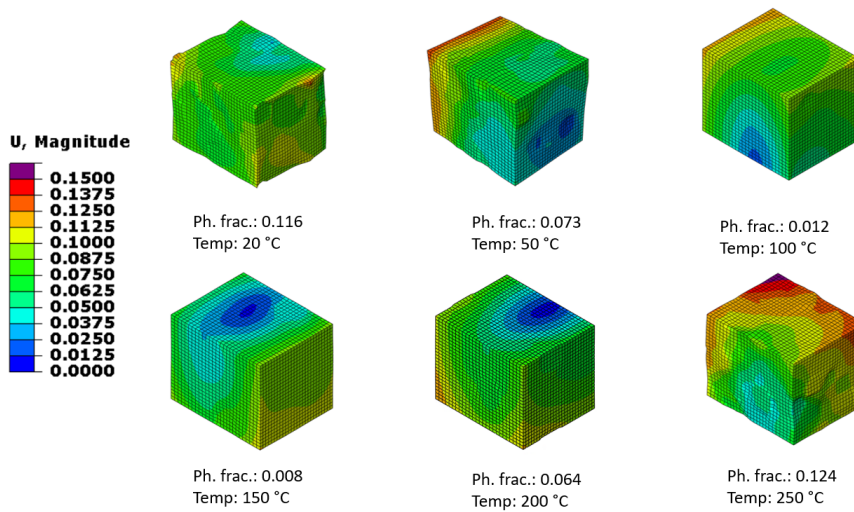 U, Magnitude
0.1500
0.1375
0.1250
0.1125
0.1000
0.0875
0.0750
0.0625
0.0500
0.0375
0.0250
0.0125
0.0000
Ph. frac.: 0.116
Temp: 20 °C
Ph. frac.: 0.073
Temp: 50 °C
Ph. frac.: 0.012
Temp: 100 °C
Ph. frac.: 0.008
Temp: 150 °C
Ph. frac.: 0.064
Temp: 200 °C
Ph. frac.: 0.124
Temp: 250 °C